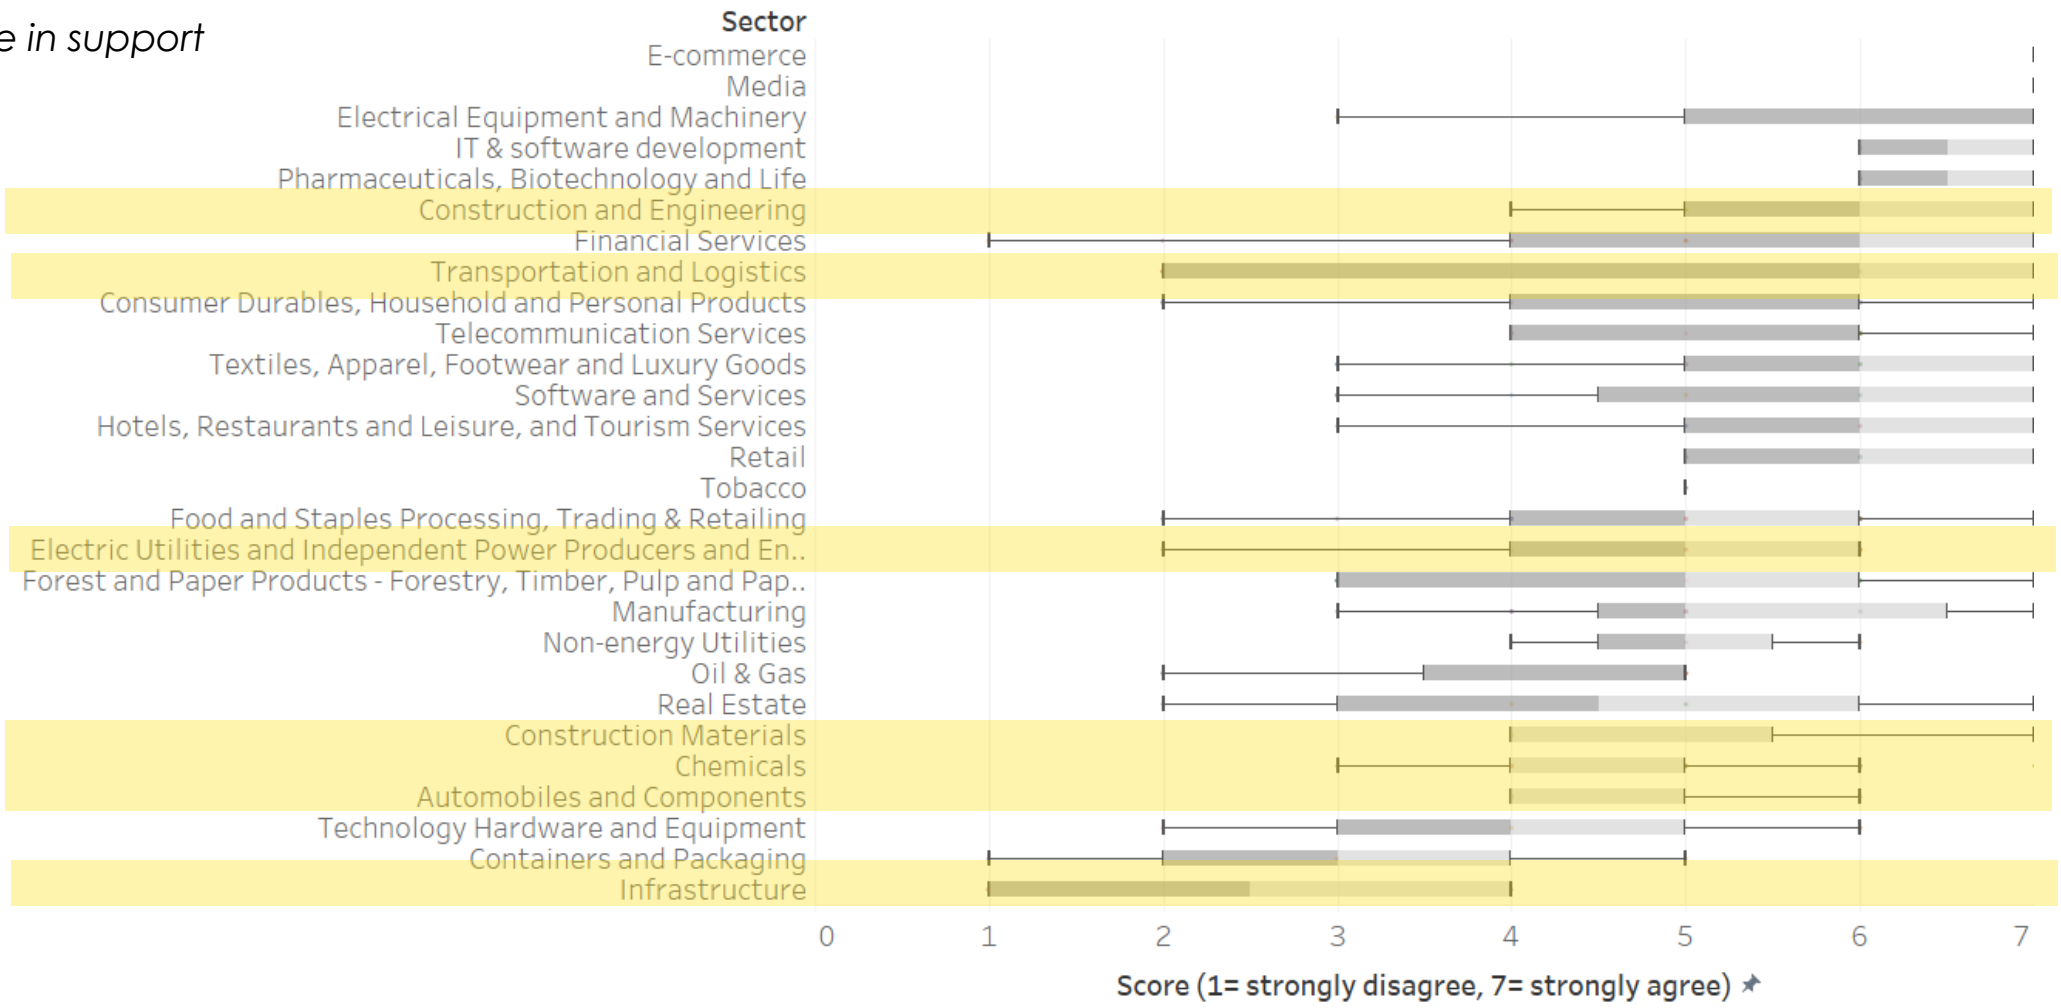 e in support
Sector
E-commerce
Media
Electrical Equipment and Machinery
IT & software development
Pharmaceuticals, Biotechnology and Life
Construction and Engineering
Financial Services
Transportation and Logistics
Consumer Durables, Household and Personal Products
Telecommunication Services
Textiles, Apparel, Footwear and Luxury Goods
Software and Services
Hotels, Restaurants and Leisure, and Tourism Services
Retail
Tobacco
Food and Staples Processing, Trading & Retailing
Electric Utilities and Independent Power Producers and En..
Forest and Paper Products - Forestry, Timber, Pulp and Pap..
Manufacturing
Non-energy Utilities
Oil & Gas
Real Estate
Construction Materials
Chemicals
Automobiles and Components
Technology Hardware and Equipment
Containers and Packaging
Infrastructure
0 1 2 3 4 5 6 7
Score (1= strongly disagree, 7= strongly agree)